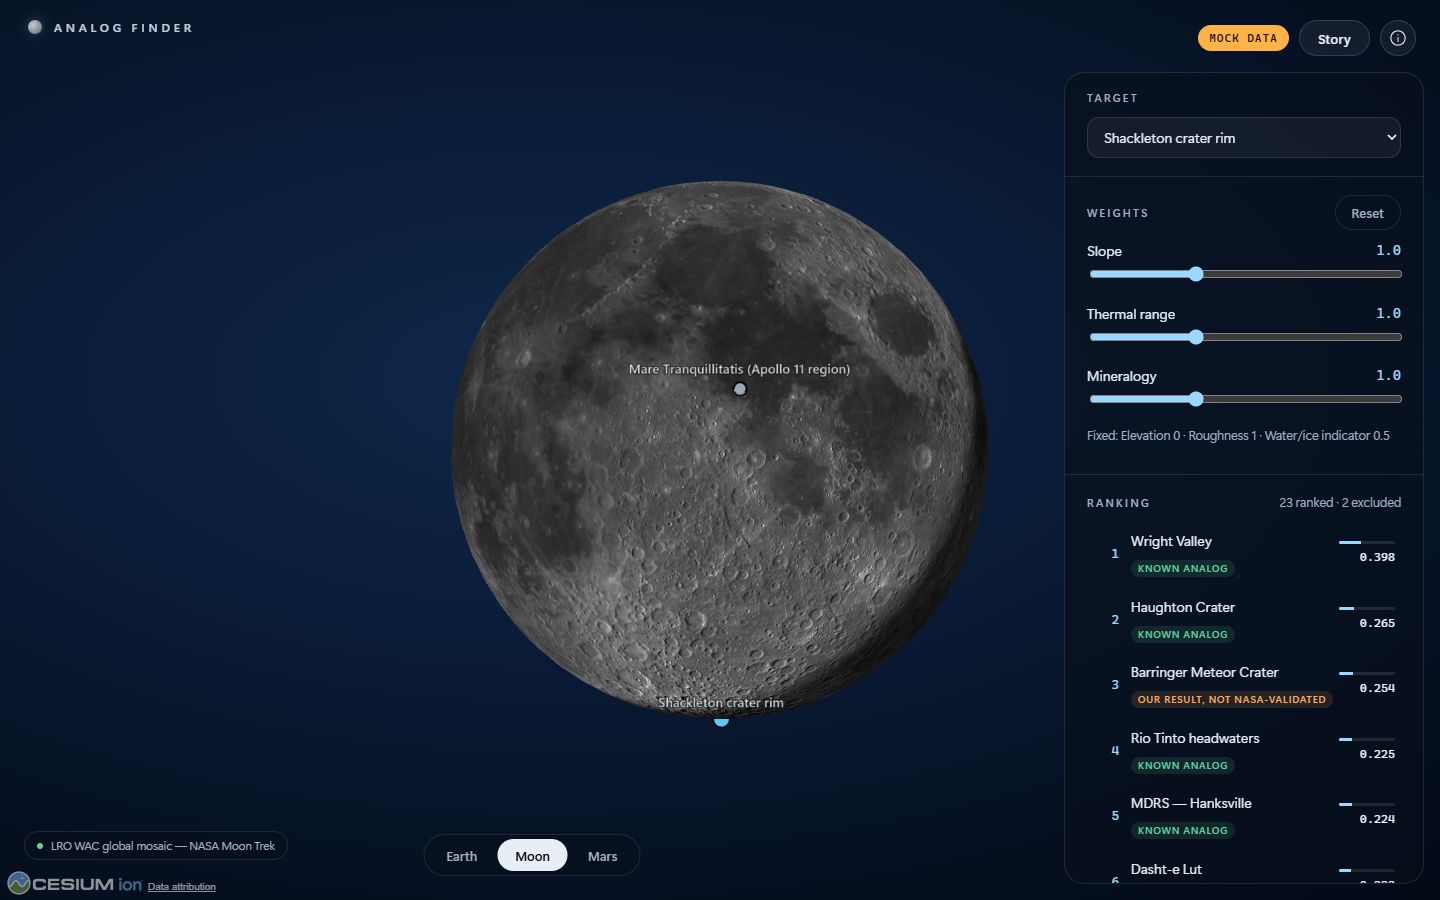 ANALOG FINDER
MOCK DATA
Story
TARGET
Shackleton crater rim
WEIGHTS
Reset
Slope
1.0
Thermal range
1.0
Mineralogy
1.0
Fixed: Elevation 0 · Roughness 1 · Water/ice indicator 0.5
RANKING
23 ranked · 2 excluded
1
Wright Valley
KNOWN ANALOG
0.398
2
Haughton Crater
KNOWN ANALOG
0.265
3
Barringer Meteor Crater
OUR RESULT, NOT NASA-VALIDATED
0.254
4
Rio Tinto headwaters
KNOWN ANALOG
0.225
5
MDRS — Hanksville
KNOWN ANALOG
0.224
6
Dasht-e Lut
Mare Tranquillitatis (Apollo 11 region)
Shackleton crater rim
LRO WAC global mosaic — NASA Moon Trek
Earth
Moon
Mars
CESIUM ion
Data attribution